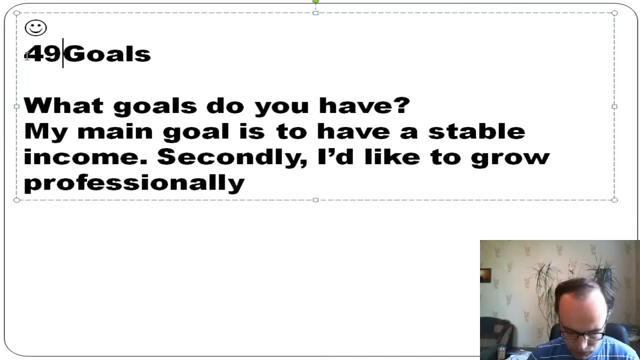 49Goals
What goals do you have?
My main goal is to have a stable
income. Secondly, I’d like to grow
professionally